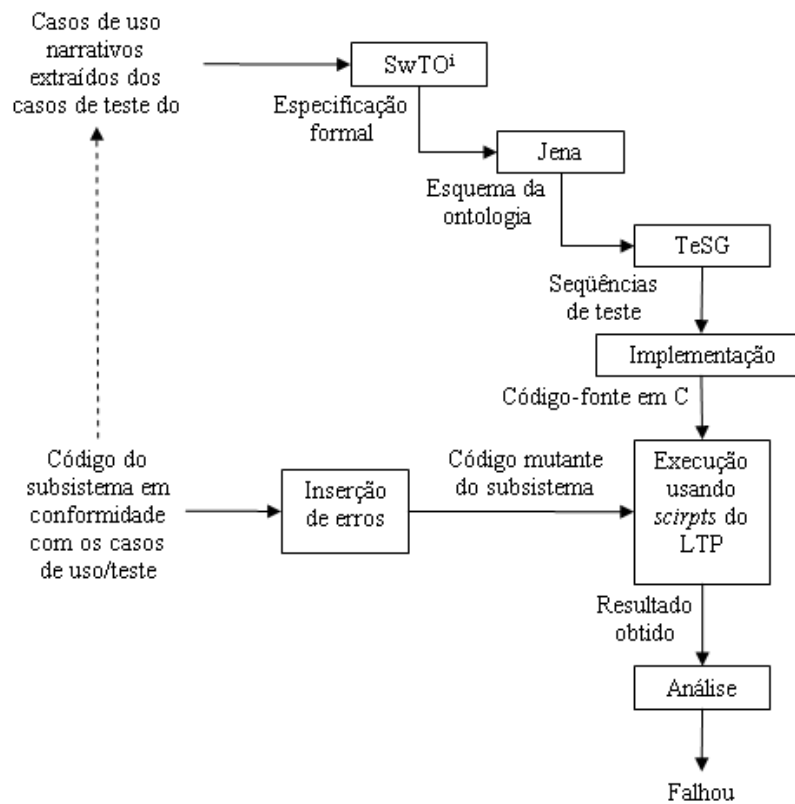 Casos de uso
narrativos
extraídos dos
casos de teste do
SwTOⁱ
Especificação
formal
Jena
Esquema da
ontologia
TeSG
Seqüências
de teste
Implementação
Código-fonte em C
Código do
subsistema em
conformidade
com os casos
de uso/teste
Inserção
de erros
Código mutante
do subsistema
Execução
usando
scirpts do
LTP
Resultado
obtido
Análise
Falhou